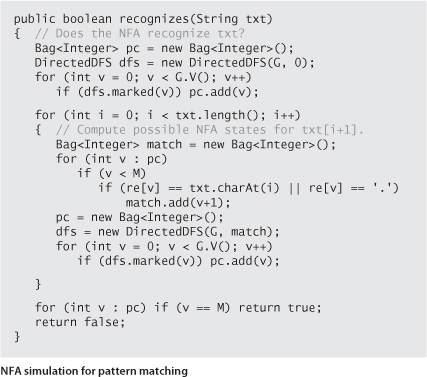 public boolean recognizes(String txt)
{  // Does the NFA recognize txt?
   Bag<Integer> pc = new Bag<Integer>();
   DirectedDFS dfs = new DirectedDFS(G, 0);
   for (int v = 0; v < G.V(); v++)
      if (dfs.marked(v)) pc.add(v);
   for (int i = 0; i < txt.length(); i++)
   {  // Compute possible NFA states for txt[i+1].
      Bag<Integer> match = new Bag<Integer>();
      for (int v : pc)
         if (v < M)
            if (re[v] == txt.charAt(i) || re[v] == '.')
               match.add(v+1);
      pc = new Bag<Integer>();
      dfs = new DirectedDFS(G, match);
      for (int v = 0; v < G.V(); v++)
         if (dfs.marked(v)) pc.add(v);
   }
   for (int v : pc) if (v == M) return true;
   return false;
}
NFA simulation for pattern matching